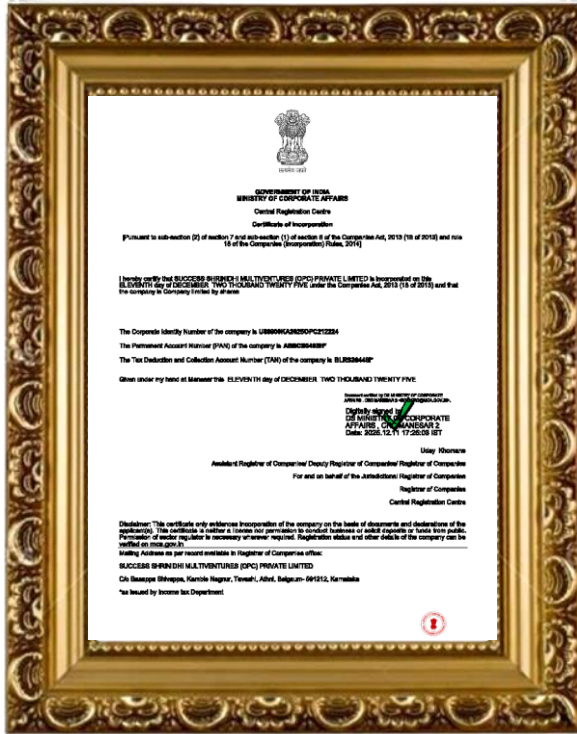 सत्यमेव जयते
GOVERNMENT OF INDIA
MINISTRY OF CORPORATE AFFAIRS
Central Registration Centre
Certificate of Incorporation
[Pursuant to sub-section (2) of section 7 and sub-section (1) of section 8 of the Companies Act, 2013 (18 of 2013) and rule
18 of the Companies (Incorporation) Rules, 2014]
I hereby certify that SUCCESS SHRINIDHI MULTIVENTURES (OPC) PRIVATE LIMITED is incorporated on this
ELEVENTH day of DECEMBER TWO THOUSAND TWENTY FIVE under the Companies Act, 2013 (18 of 2013) and that
the company is Company limited by shares
The Corporate Identity Number of the company is
The Permanent Account Number (PAN) of the company is
The Tax Deduction and Collection Account Number (TAN) of the company is
Given under my hand at Manesar this ELEVENTH day of DECEMBER TWO THOUSAND TWENTY FIVE
Digitally signed by
DS MINISTRY OF CORPORATE
AFFAIRS , CRC MANESAR 2
Date: 2025.12.11 17:25:08 IST
Uday Khomane
Assistant Registrar of Companies/ Deputy Registrar of Companies/ Registrar of Companies
For and on behalf of the Jurisdictional Registrar of Companies
Registrar of Companies
Central Registration Centre
Disclaimer: This certificate only evidences incorporation of the company on the basis of documents and declarations of the
applicant(s). This certificate is neither a license nor permission to conduct business or solicit deposits or funds from public.
Permission of sector regulator is necessary wherever required. Registration status and other details of the company can be
verified on mca.gov.in
Mailing Address as per record available in Registrar of Companies office:
SUCCESS SHRINIDHI MULTIVENTURES (OPC) PRIVATE LIMITED
C/o Basappa Shivappa, Kamble Nagnur, Tavashi, Athni, Belgaum- 591212, Karnataka
*as issued by Income tax Department